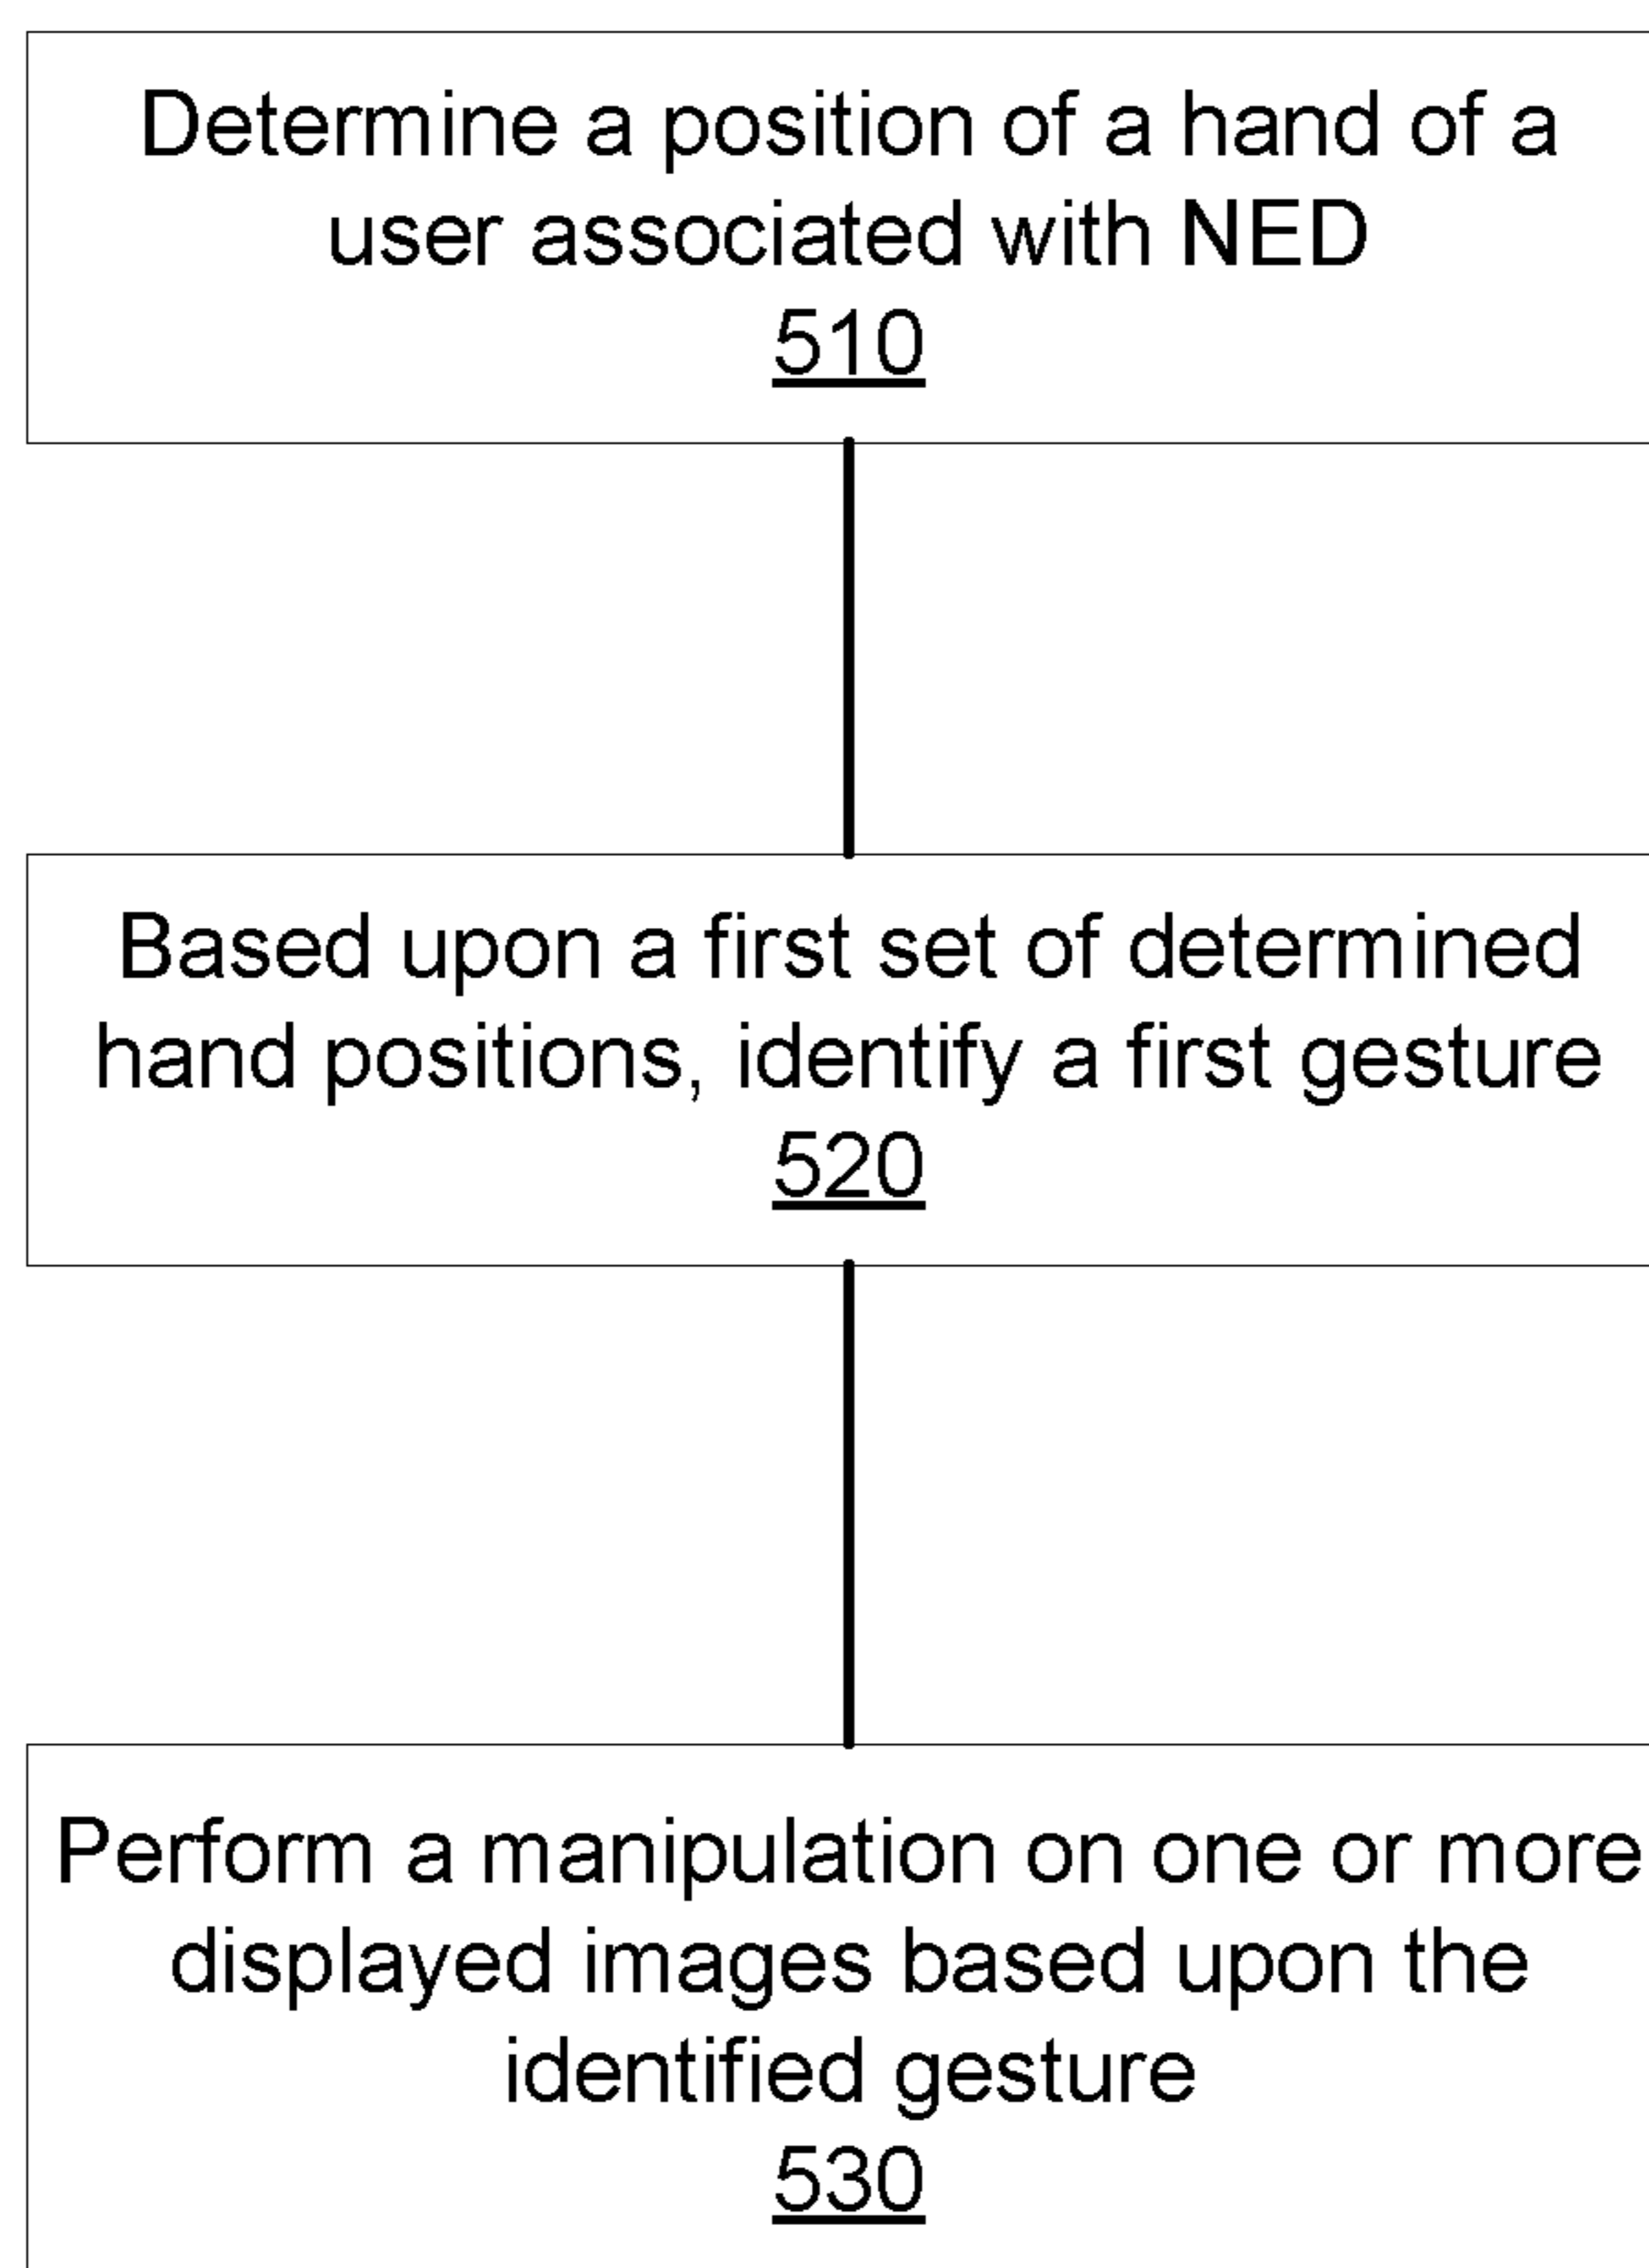 Determine a position of a hand of a
user associated with NED
510
Based upon a first set of determined
hand positions, identify a first gesture
520
Perform a manipulation on one or more
displayed images based upon the
identified gesture
530